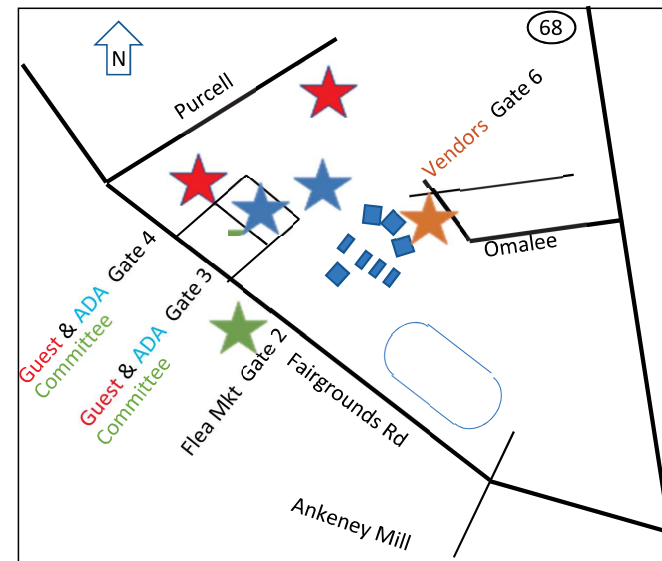 68
N
Purcell
Vendors Gate 6
Omalee
Guest & ADA Gate 4
Committee
Guest & ADA Gate 3
Committee
Flea Mkt Gate 2
Fairgrounds Rd
Ankeney Mill